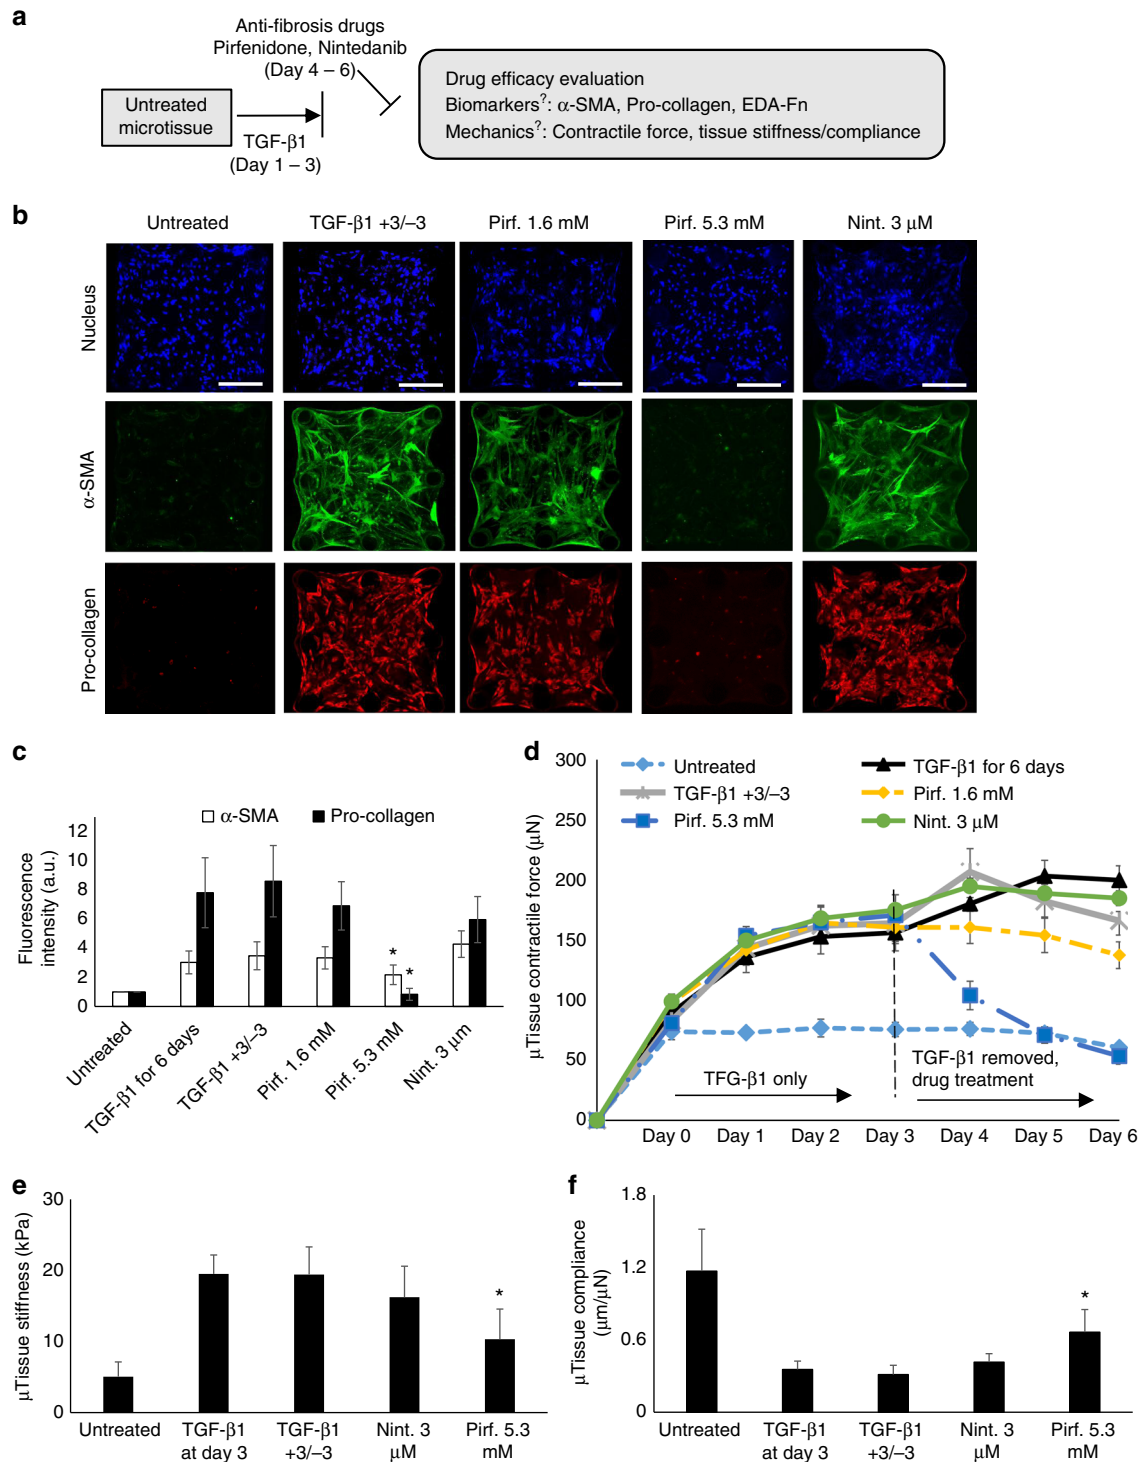 a
Anti-fibrosis drugs
Pirfenidone, Nintedanib
(Day 4 – 6)
Untreated
microtissue
TGF-β1
(Day 1 – 3)
Drug efficacy evaluation
Biomarkers?: α-SMA, Pro-collagen, EDA-Fn
Mechanics?: Contractile force, tissue stiffness/compliance
b
Untreated TGF-β1 +3/–3 Pirf. 1.6 mM Pirf. 5.3 mM Nint. 3 μM
Nucleus
α-SMA
Pro-collagen
c
α-SMA Pro-collagen
Fluorescence
intensity (a.u.)
12
10
8
6
4
2
0
* *
Untreated
TGF-β1 for 6 days
TGF-β1 +3/–3
Pirf. 1.6 mM
Pirf. 5.3 mM
Nint. 3 μm
d
Untreated
TGF-β1 +3/–3
Pirf. 5.3 mM
TGF-β1 for 6 days
Pirf. 1.6 mM
Nint. 3 μM
μTissue contractile force (μN)
300
250
200
150
100
50
0
TFG-β1 only
TGF-β1 removed,
drug treatment
Day 0 Day 1 Day 2 Day 3 Day 4 Day 5 Day 6
e
μTissue stiffness (kPa)
30
20
10
0
*
Untreated
TGF-β1
at day 3
TGF-β1
+3/–3
Nint. 3
μM
Pirf. 5.3
mM
f
μTissue compliance
(μm/μN)
1.8
1.2
0.6
0
*
Untreated
TGF-β1
at day 3
TGF-β1
+3/–3
Nint. 3
μM
Pirf. 5.3
mM